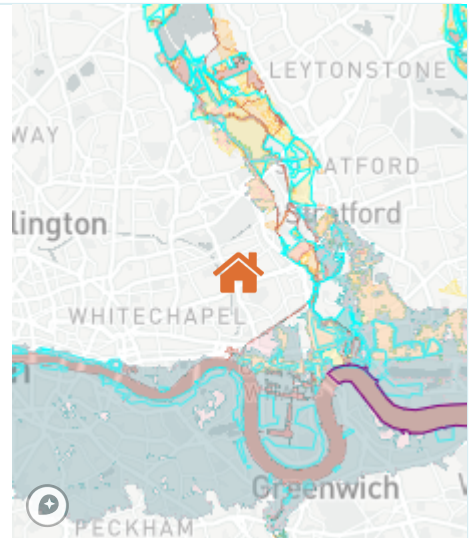 LEYTONSTONE
WAY
ATFORD
Stratford
lington
WHITECHAPEL
Greenwich
PECKHAM